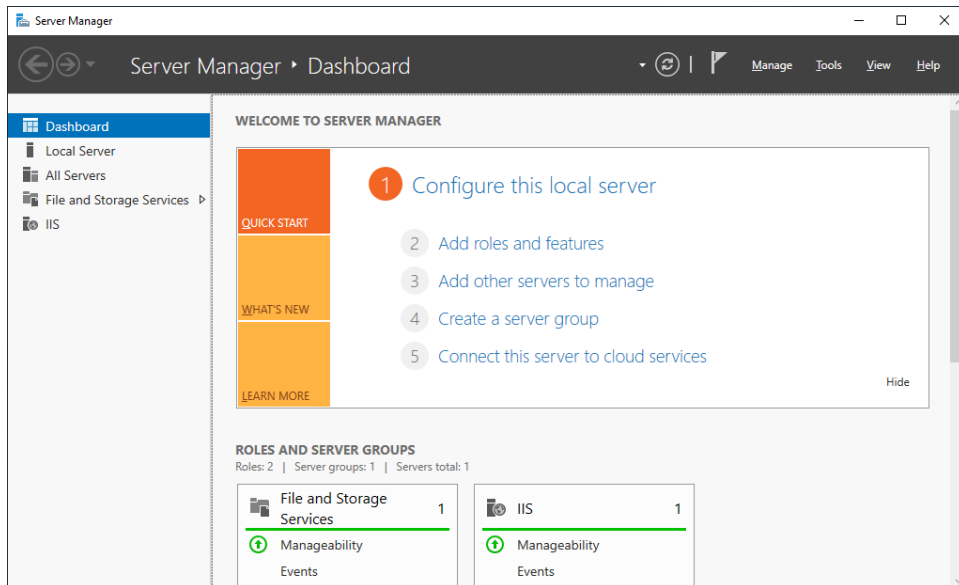 Server Manager
Server Manager • Dashboard
Manage Tools View Help
Dashboard
Local Server
All Servers
File and Storage Services
IIS
WELCOME TO SERVER MANAGER
QUICK START
WHAT'S NEW
LEARN MORE
1 Configure this local server
2 Add roles and features
3 Add other servers to manage
4 Create a server group
5 Connect this server to cloud services
Hide
ROLES AND SERVER GROUPS
Roles: 2 | Server groups: 1 | Servers total: 1
File and Storage
Services 1
Manageability
Events
IIS 1
Manageability
Events